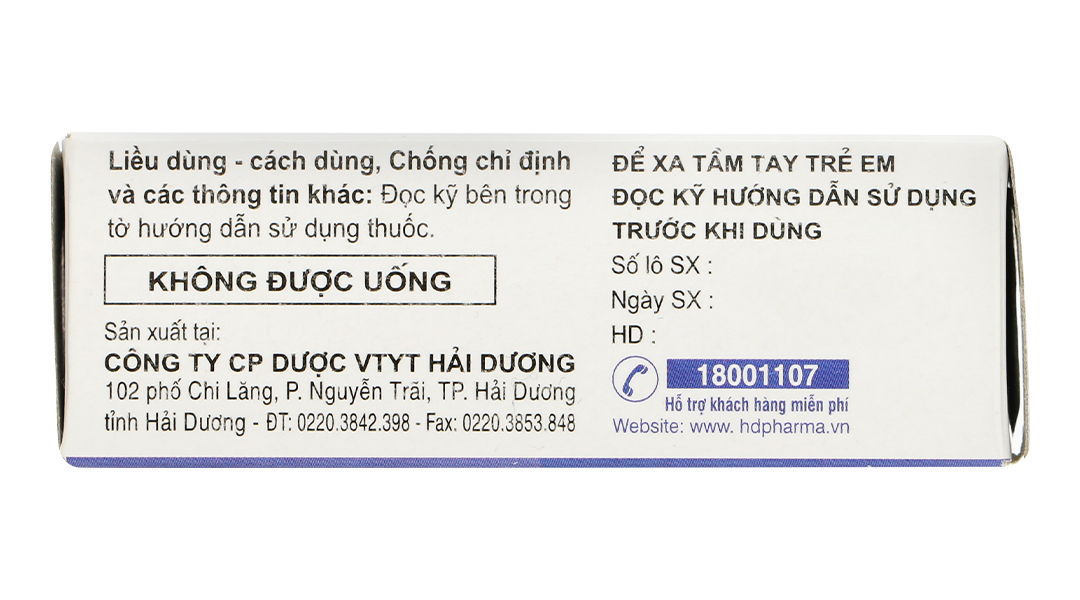 Liều dùng - cách dùng, Chống chỉ định
và các thông tin khác: Đọc kỹ bên trong
tờ hướng dẫn sử dụng thuốc.
KHÔNG ĐƯỢC UỐNG
Sản xuất tại:
CÔNG TY CP DƯỢC VTYT HẢI DƯƠNG
102 phố Chi Lăng, P. Nguyễn Trãi, TP. Hải Dương
tỉnh Hải Dương - ĐT: 0220.3842.398 - Fax: 0220.3853.848
ĐỂ XA TẦM TAY TRẺ EM
ĐỌC KỸ HƯỚNG DẪN SỬ DỤNG
TRƯỚC KHI DÙNG
Số lô SX :
Ngày SX :
HD :
18001107
Hỗ trợ khách hàng miễn phí
Website: www. hdpharma.vn